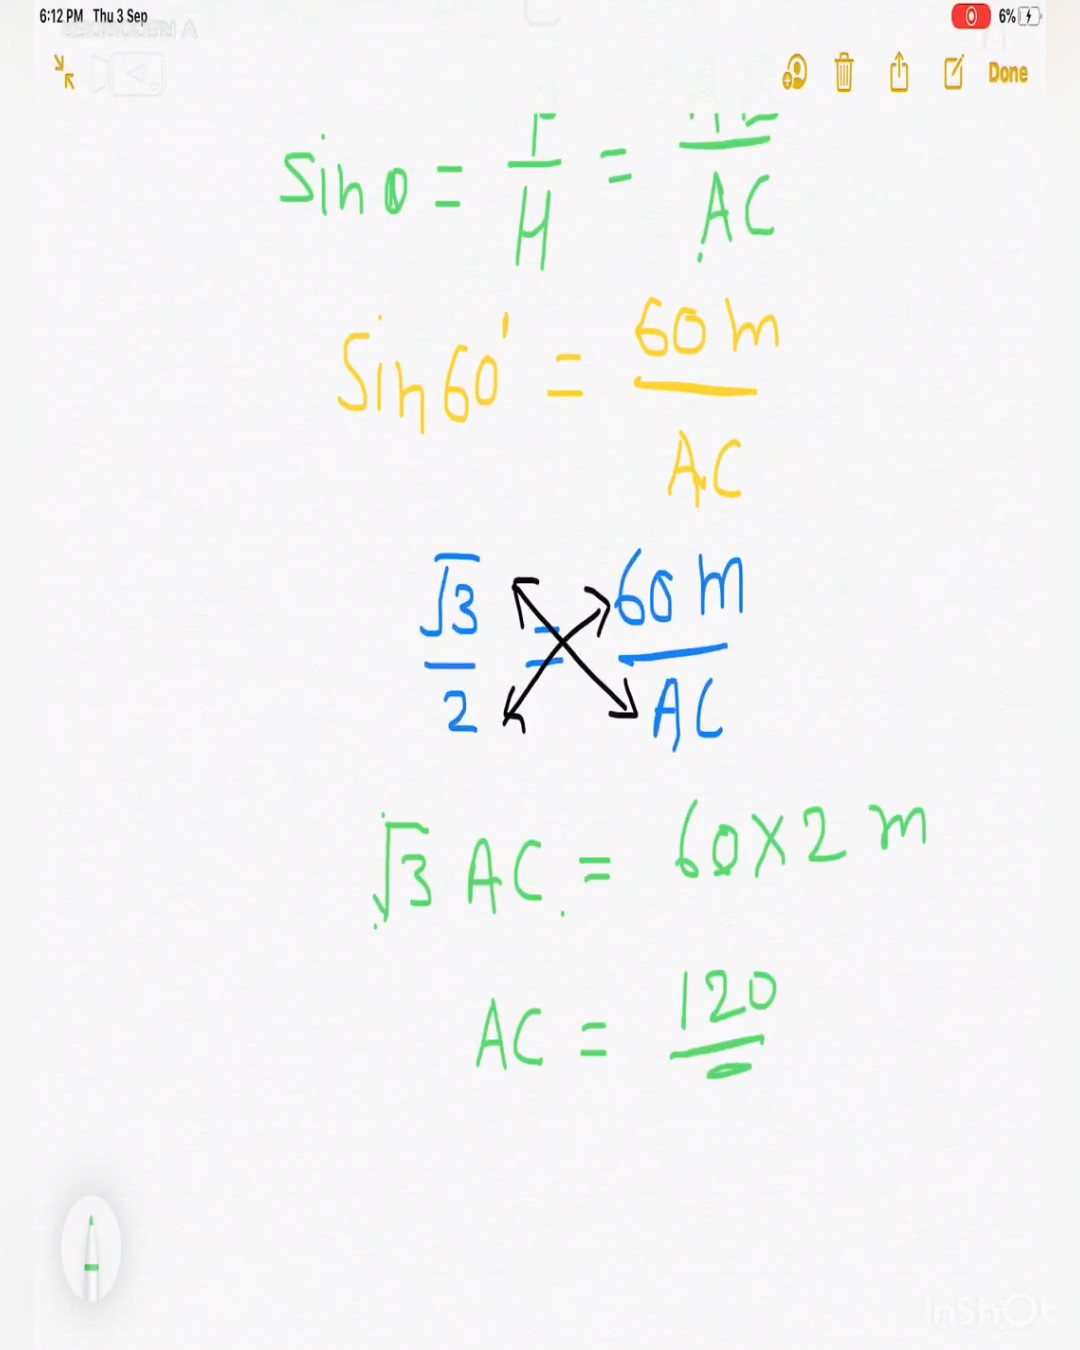 6:12 PM Thu 3 Sep 6%
Done
Sin θ = P/H = /AC
Sin 60' = 60 m/AC
√3/2 = 60 m/AC
√3 AC = 60 × 2 m
AC = 120
InShOt